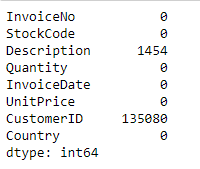 InvoiceNo 0
StockCode 0
Description 1454
Quantity 0
InvoiceDate 0
UnitPrice 0
CustomerID 135080
Country 0
dtype: int64